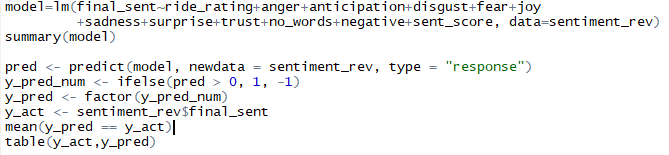 model=lm(final_sent~ride_rating+anger+anticipation+disgust+fear+joy
+sadness+surprise+trust+no_words+negative+sent_score, data=sentiment_rev)
summary(model)
pred <- predict(model, newdata = sentiment_rev, type = "response")
y_pred_num <- ifelse(pred > 0, 1, -1)
y_pred <- factor(y_pred_num)
y_act <- sentiment_rev$final_sent
mean(y_pred == y_act)
table(y_act,y_pred)